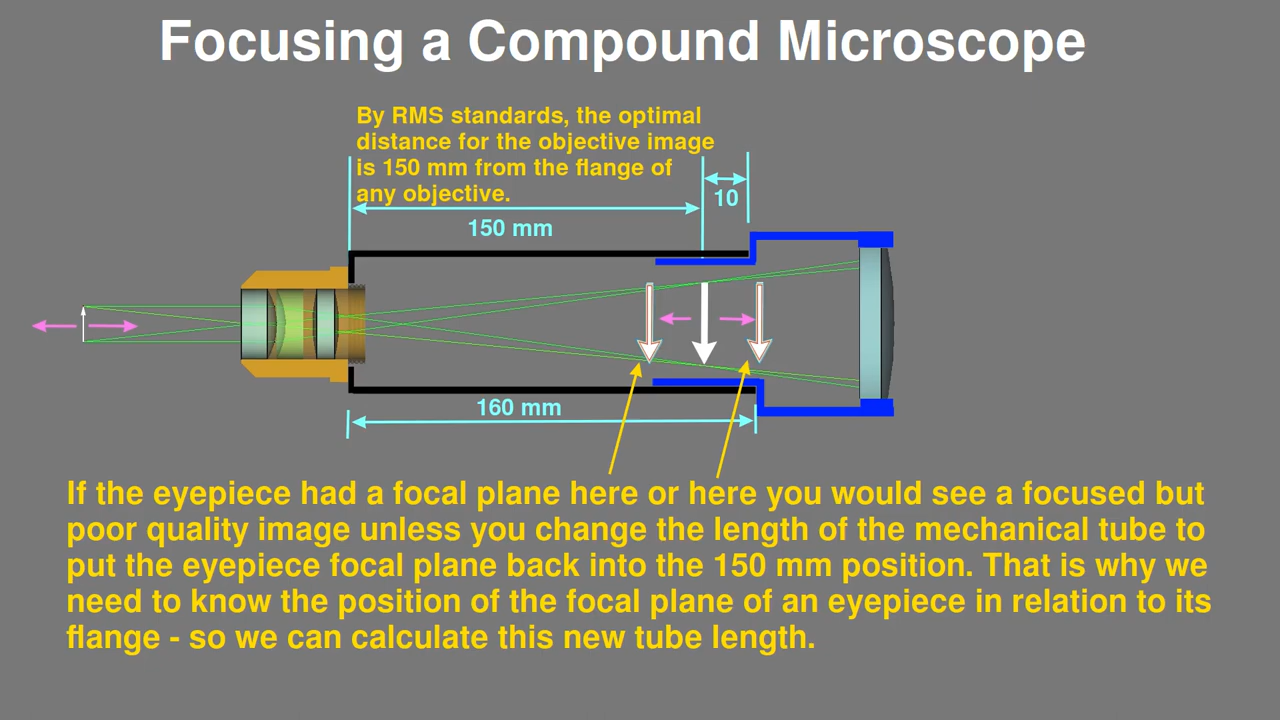 Focusing a Compound Microscope
By RMS standards, the optimal
distance for the objective image
is 150 mm from the flange of
any objective.
10
150 mm
160 mm
If the eyepiece had a focal plane here or here you would see a focused but
poor quality image unless you change the length of the mechanical tube to
put the eyepiece focal plane back into the 150 mm position. That is why we
need to know the position of the focal plane of an eyepiece in relation to its
flange - so we can calculate this new tube length.